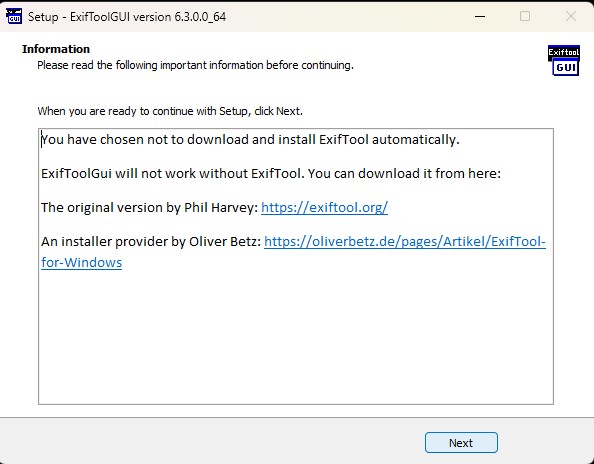 Setup - ExifToolGUI version 6.3.0.0_64
Information
Please read the following important information before continuing.
Exiftool
GUI
When you are ready to continue with Setup, click Next.
You have chosen not to download and install ExifTool automatically.
ExifToolGui will not work without ExifTool. You can download it from here:
The original version by Phil Harvey: https://exiftool.org/
An installer provider by Oliver Betz: https://oliverbetz.de/pages/Artikel/ExifTool-
for-Windows
Next